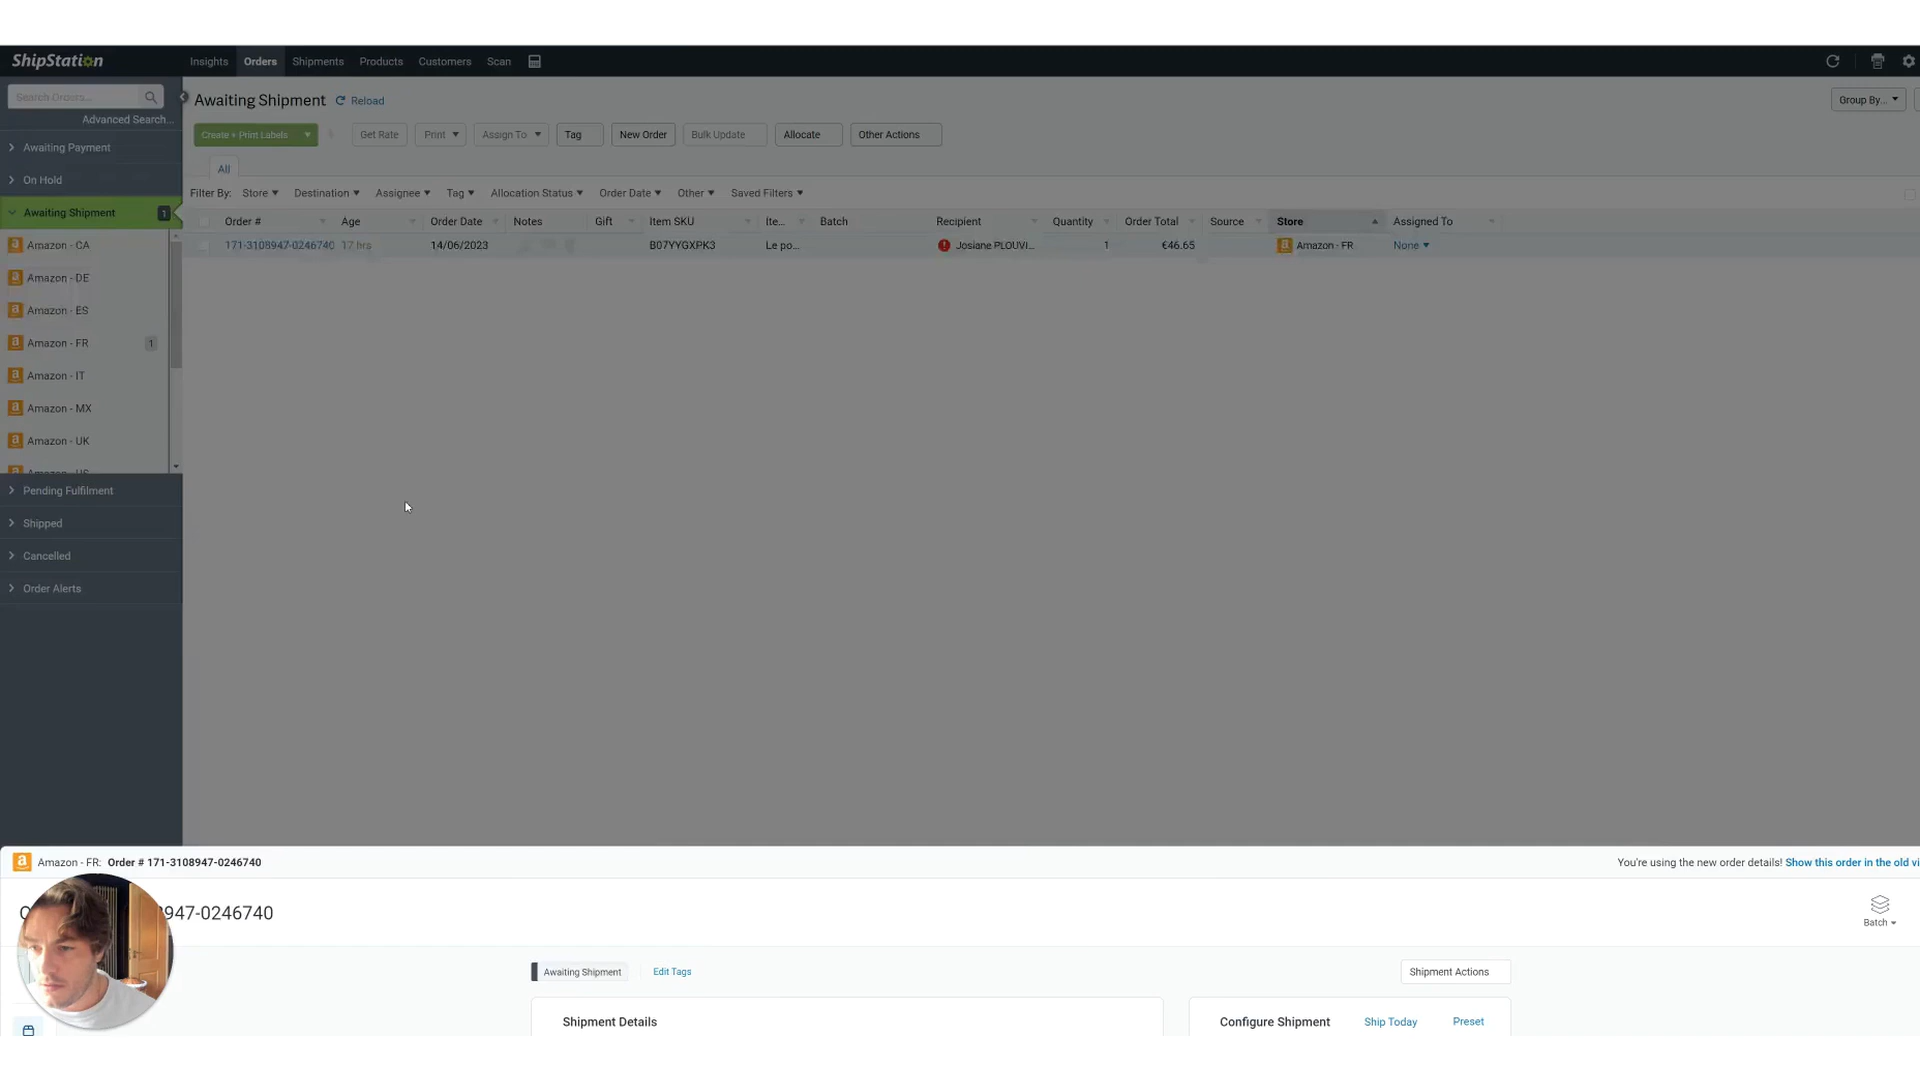 ShipStation Insights Orders Shipments Products Customers Scan
Search Orders...
Advanced Search...
Awaiting Payment
On Hold
Awaiting Shipment 1
Amazon - CA
Amazon - DE
Amazon - ES
Amazon - FR 1
Amazon - IT
Amazon - MX
Amazon - UK
Amazon - US
Pending Fulfilment
Shipped
Cancelled
Order Alerts
Awaiting Shipment Reload Group By...
Create + Print Labels Get Rate Print Assign To Tag New Order Bulk Update Allocate Other Actions
All
Filter By: Store Destination Assignee Tag Allocation Status Order Date Other Saved Filters
Order # Age Order Date Notes Gift Item SKU Ite... Batch Recipient Quantity Order Total Source Store Assigned To
171-3108947-0246740 17 hrs 14/06/2023 B07YYGXPK3 Le po... Josiane PLOUVI... 1 €46.65 Amazon - FR None
Amazon - FR: Order # 171-3108947-0246740 You're using the new order details! Show this order in the old vi
947-0246740
Batch
Awaiting Shipment Edit Tags Shipment Actions
Shipment Details Configure Shipment Ship Today Preset